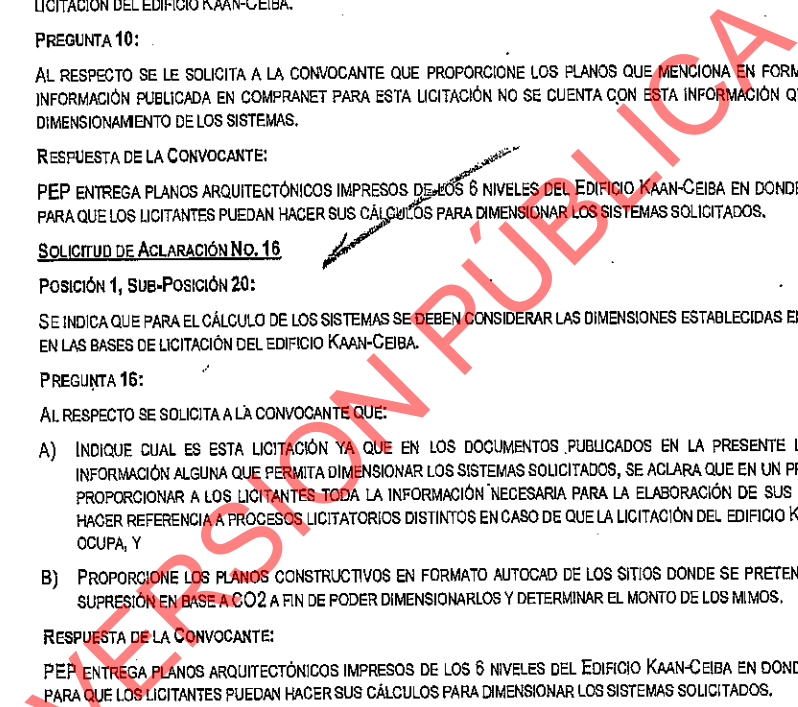 LICITACIÓN DEL EDIFICIO KAAN-CEIBA.
PREGUNTA 10:
AL RESPECTO SE LE SOLICITA A LA CONVOCANTE QUE PROPORCIONE LOS PLANOS QUE MENCIONA EN FORM
INFORMACIÓN PUBLICADA EN COMPRANET PARA ESTA LICITACIÓN NO SE CUENTA CON ESTA INFORMACIÓN Q
DIMENSIONAMIENTO DE LOS SISTEMAS.
RESPUESTA DE LA CONVOCANTE:
PEP ENTREGA PLANOS ARQUITECTÓNICOS IMPRESOS DE LOS 6 NIVELES DEL EDIFICIO KAAN-CEIBA EN DONDE
PARA QUE LOS LICITANTES PUEDAN HACER SUS CÁLCULOS PARA DIMENSIONAR LOS SISTEMAS SOLICITADOS.
SOLICITUD DE ACLARACIÓN NO. 16
POSICIÓN 1, SUB-POSICIÓN 20:
SE INDICA QUE PARA EL CÁLCULO DE LOS SISTEMAS SE DEBEN CONSIDERAR LAS DIMENSIONES ESTABLECIDAS E
EN LAS BASES DE LICITACIÓN DEL EDIFICIO KAAN-CEIBA.
PREGUNTA 16:
AL RESPECTO SE SOLICITA A LA CONVOCANTE QUE:
A) INDIQUE CUAL ES ESTA LICITACIÓN YA QUE EN LOS DOCUMENTOS PUBLICADOS EN LA PRESENTE L
INFORMACIÓN ALGUNA QUE PERMITA DIMENSIONAR LOS SISTEMAS SOLICITADOS, SE ACLARA QUE EN UN PR
PROPORCIONAR A LOS LICITANTES TODA LA INFORMACIÓN NECESARIA PARA LA ELABORACIÓN DE SUS
HACER REFERENCIA A PROCESOS LICITATORIOS DISTINTOS EN CASO DE QUE LA LICITACIÓN DEL EDIFICIO K
OCUPA, Y
B) PROPORCIONE LOS PLANOS CONSTRUCTIVOS EN FORMATO AUTOCAD DE LOS SITIOS DONDE SE PRETEN
SUPRESIÓN EN BASE A CO2 A FIN DE PODER DIMENSIONARLOS Y DETERMINAR EL MONTO DE LOS MIMOS.
RESPUESTA DE LA CONVOCANTE:
PEP ENTREGA PLANOS ARQUITECTÓNICOS IMPRESOS DE LOS 6 NIVELES DEL EDIFICIO KAAN-CEIBA EN DOND
PARA QUE LOS LICITANTES PUEDAN HACER SUS CÁLCULOS PARA DIMENSIONAR LOS SISTEMAS SOLICITADOS.
VERSION PÚBLICA